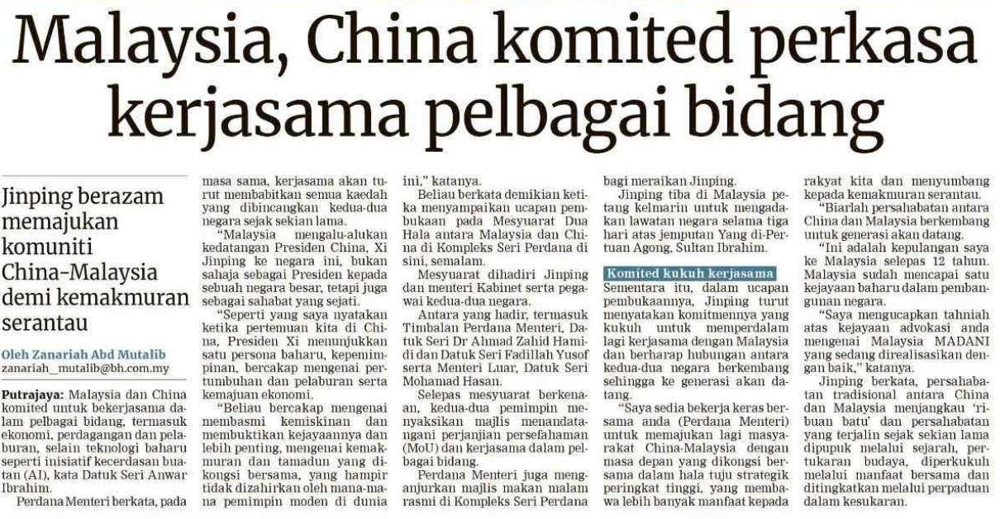 Malaysia, China komited perkasa
kerjasama pelbagai bidang
Jinping berazam
memajukan
komuniti
China-Malaysia
demi kemakmuran
serantau
Oleh Zanariah Abd Mutalib
zanariah_mutalib@bh.com.my
Putrajaya: Malaysia dan China
komited untuk bekerjasama da-
lam pelbagai bidang, termasuk
ekonomi, perdagangan dan pela-
buran, selain teknologi baharu
seperti inisiatif kecerdasan bua-
tan (AI), kata Datuk Seri Anwar
Ibrahim.
Perdana Menteri berkata, pada
masa sama, kerjasama akan tu-
rut membabitkan semua kaedah
yang dibincangkan kedua-dua
negara sejak sekian lama.
“Malaysia mengalu-alukan
kedatangan Presiden China, Xi
Jinping ke negara ini, bukan
sahaja sebagai Presiden kepada
sebuah negara besar, tetapi juga
sebagai sahabat yang sejati.
“Seperti yang saya nyatakan
ketika pertemuan kita di Chi-
na, Presiden Xi menunjukkan
satu persona baharu, kepemim-
pinan, bercakap mengenai per-
tumbuhan dan pelaburan serta
kemajuan ekonomi.
“Beliau bercakap mengenai
membasmi kemiskinan dan
membuktikan kejayaannya dan
lebih penting, mengenai kemak-
muran dan tamadun yang di-
kongsi bersama, yang hampir
tidak dizahirkan oleh mana-ma-
na pemimpin moden di dunia
ini,” katanya.
Beliau berkata demikian keti-
ka menyampaikan ucapan pem-
bukaan pada Mesyuarat Dua
Hala antara Malaysia dan Chi-
na di Kompleks Seri Perdana di
sini, semalam.
Mesyuarat dihadiri Jinping
dan menteri Kabinet serta pega-
wai kedua-dua negara.
Antara yang hadir, termasuk
Timbalan Perdana Menteri, Da-
tuk Seri Dr Ahmad Zahid Hami-
di dan Datuk Seri Fadillah Yusof
serta Menteri Luar, Datuk Seri
Mohamad Hasan.
Selepas mesyuarat berkena-
an, kedua-dua pemimpin me-
nyaksikan majlis menandata-
ngani perjanjian persefahaman
(MoU) dan kerjasama dalam pel-
bagai bidang.
Perdana Menteri juga meng-
anjurkan majlis makan malam
rasmi di Kompleks Seri Perdana
bagi meraikan Jinping.
Jinping tiba di Malaysia pe-
tang kelmarin untuk mengada-
kan lawatan negara selama tiga
hari atas jemputan Yang di-Per-
tuan Agong, Sultan Ibrahim.
Komited kukuh kerjasama
Sementara itu, dalam ucapan
pembukaannya, Jinping turut
menyatakan komitmennya yang
kukuh untuk memperdalam
lagi kerjasama dengan Malaysia
dan berharap hubungan antara
kedua-dua negara berkembang
sehingga ke generasi akan da-
tang.
“Saya sedia bekerja keras ber-
sama anda (Perdana Menteri)
untuk memajukan lagi masya-
rakat China-Malaysia dengan
masa depan yang dikongsi ber-
sama dalam hala tuju strategik
peringkat tinggi, yang memba-
wa lebih banyak manfaat kepada
rakyat kita dan menyumbang
kepada kemakmuran serantau.
“Biarlah persahabatan antara
China dan Malaysia berkembang
untuk generasi akan datang.
“Ini adalah kepulangan saya
ke Malaysia selepas 12 tahun.
Malaysia sudah mencapai satu
kejayaan baharu dalam pemban-
gunan negara.
“Saya mengucapkan tahniah
atas kejayaan advokasi anda
mengenai Malaysia MADANI
yang sedang direalisasikan den-
gan baik,” katanya.
Jinping berkata, persahaba-
tan tradisional antara China
dan Malaysia menjangkau ‘ri-
buan batu’ dan persahabatan
yang terjalin sejak sekian lama
dipupuk melalui sejarah, per-
tukaran budaya, diperkukuh
melalui manfaat bersama dan
ditingkatkan melalui perpaduan
dalam kesukaran.